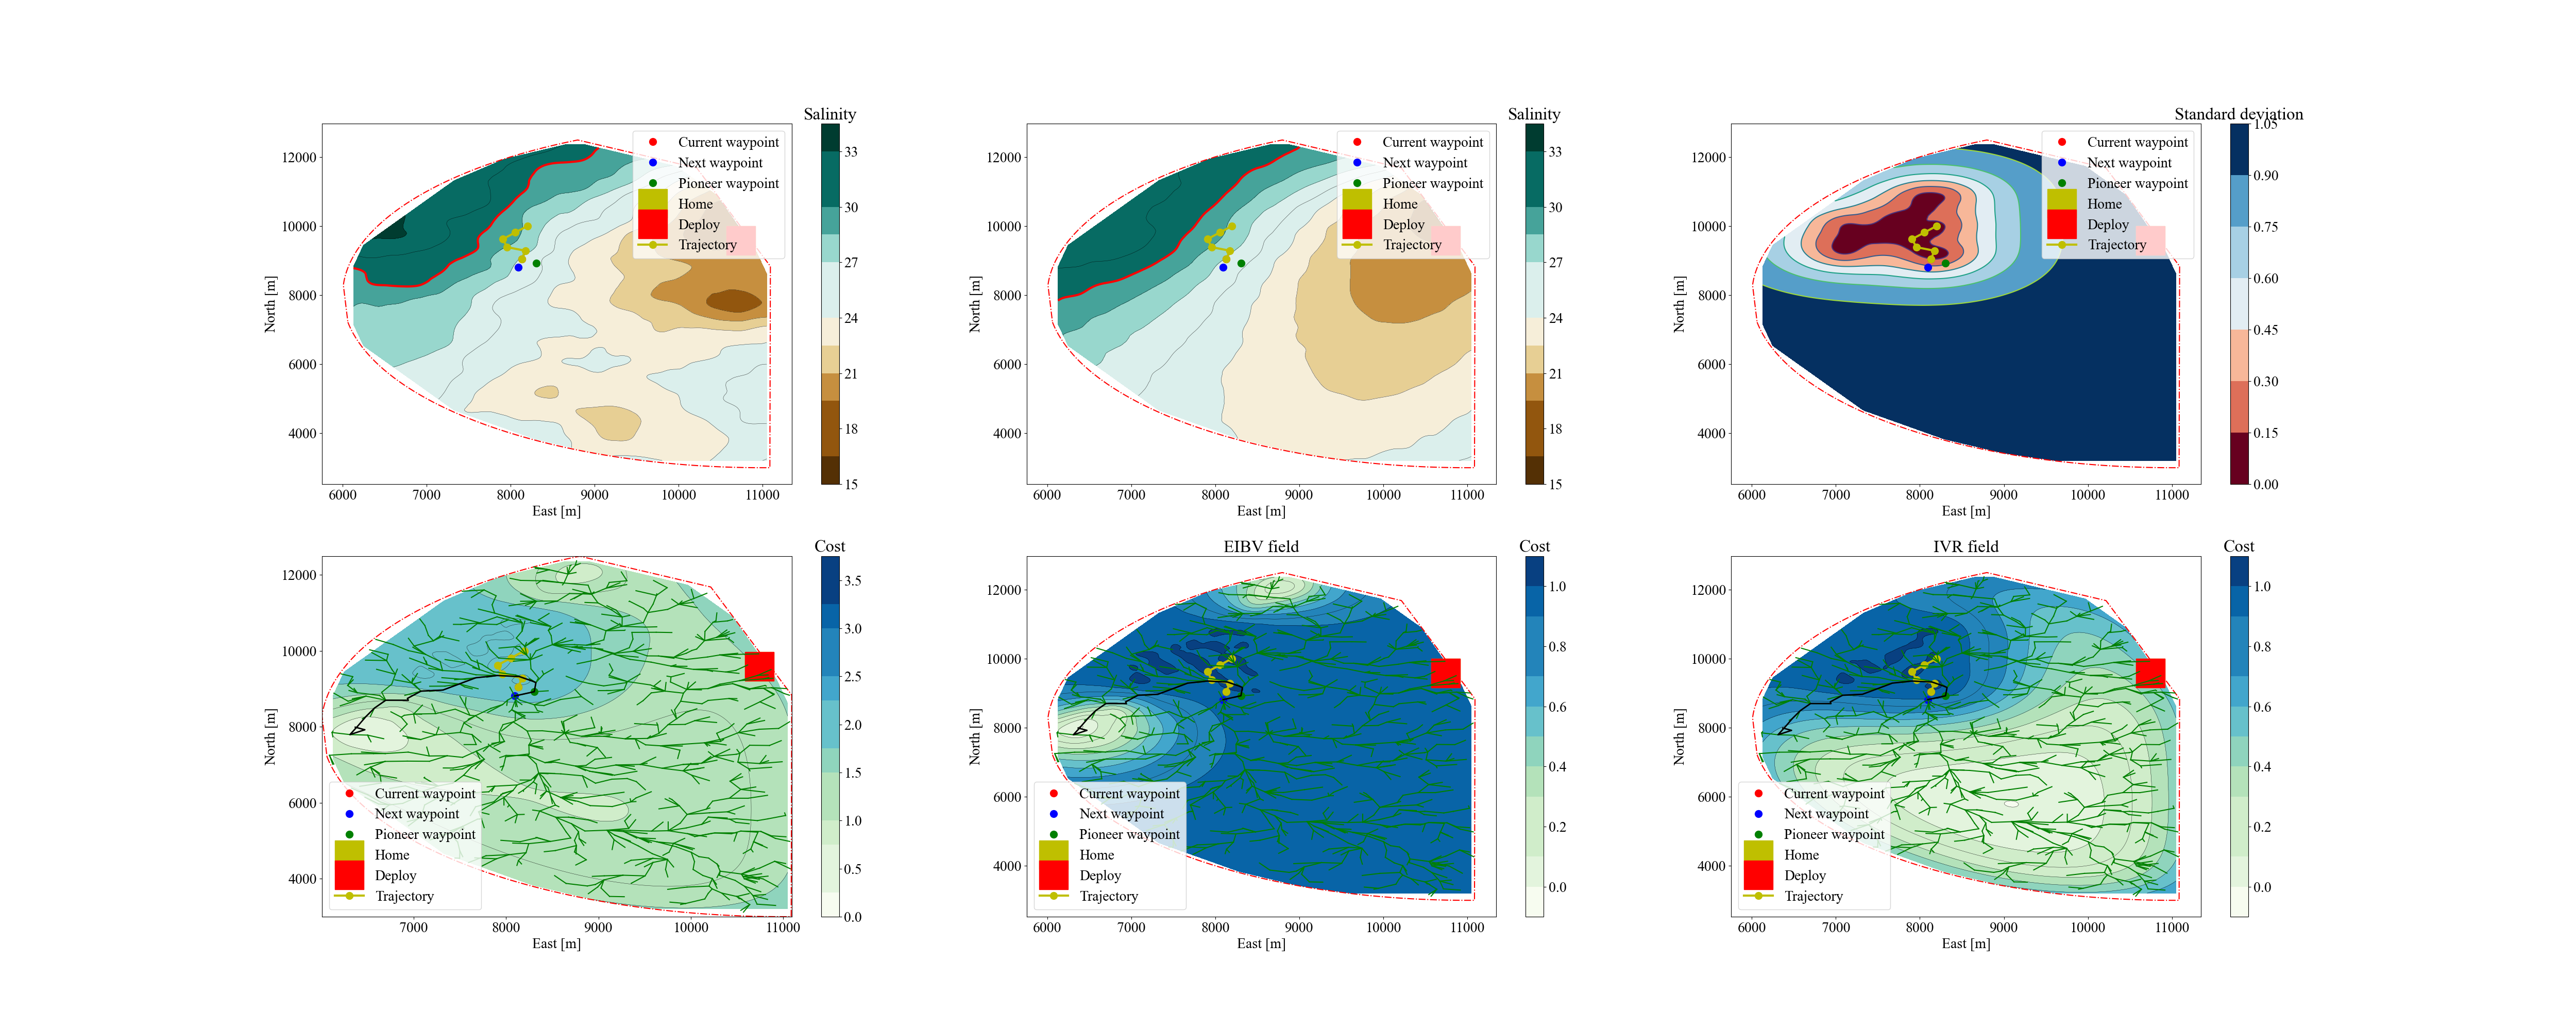 Salinity
12000
10000
8000
6000
4000
North [m]
6000 7000 8000 9000 10000 11000
East [m]
Current waypoint
Next waypoint
Pioneer waypoint
Home
Deploy
Trajectory
33
30
27
24
21
18
15
Salinity
12000
10000
8000
6000
4000
North [m]
6000 7000 8000 9000 10000 11000
East [m]
Current waypoint
Next waypoint
Pioneer waypoint
Home
Deploy
Trajectory
33
30
27
24
21
18
15
Standard deviation
12000
10000
8000
6000
4000
North [m]
6000 7000 8000 9000 10000 11000
East [m]
Current waypoint
Next waypoint
Pioneer waypoint
Home
Deploy
Trajectory
1.05
0.90
0.75
0.60
0.45
0.30
0.15
0.00
Cost
12000
10000
8000
6000
4000
North [m]
7000 8000 9000 10000 11000
East [m]
Current waypoint
Next waypoint
Pioneer waypoint
Home
Deploy
Trajectory
3.5
3.0
2.5
2.0
1.5
1.0
0.5
0.0
EIBV field
Cost
12000
10000
8000
6000
4000
North [m]
6000 7000 8000 9000 10000 11000
East [m]
Current waypoint
Next waypoint
Pioneer waypoint
Home
Deploy
Trajectory
1.0
0.8
0.6
0.4
0.2
0.0
IVR field
Cost
12000
10000
8000
6000
4000
North [m]
6000 7000 8000 9000 10000 11000
East [m]
Current waypoint
Next waypoint
Pioneer waypoint
Home
Deploy
Trajectory
1.0
0.8
0.6
0.4
0.2
0.0